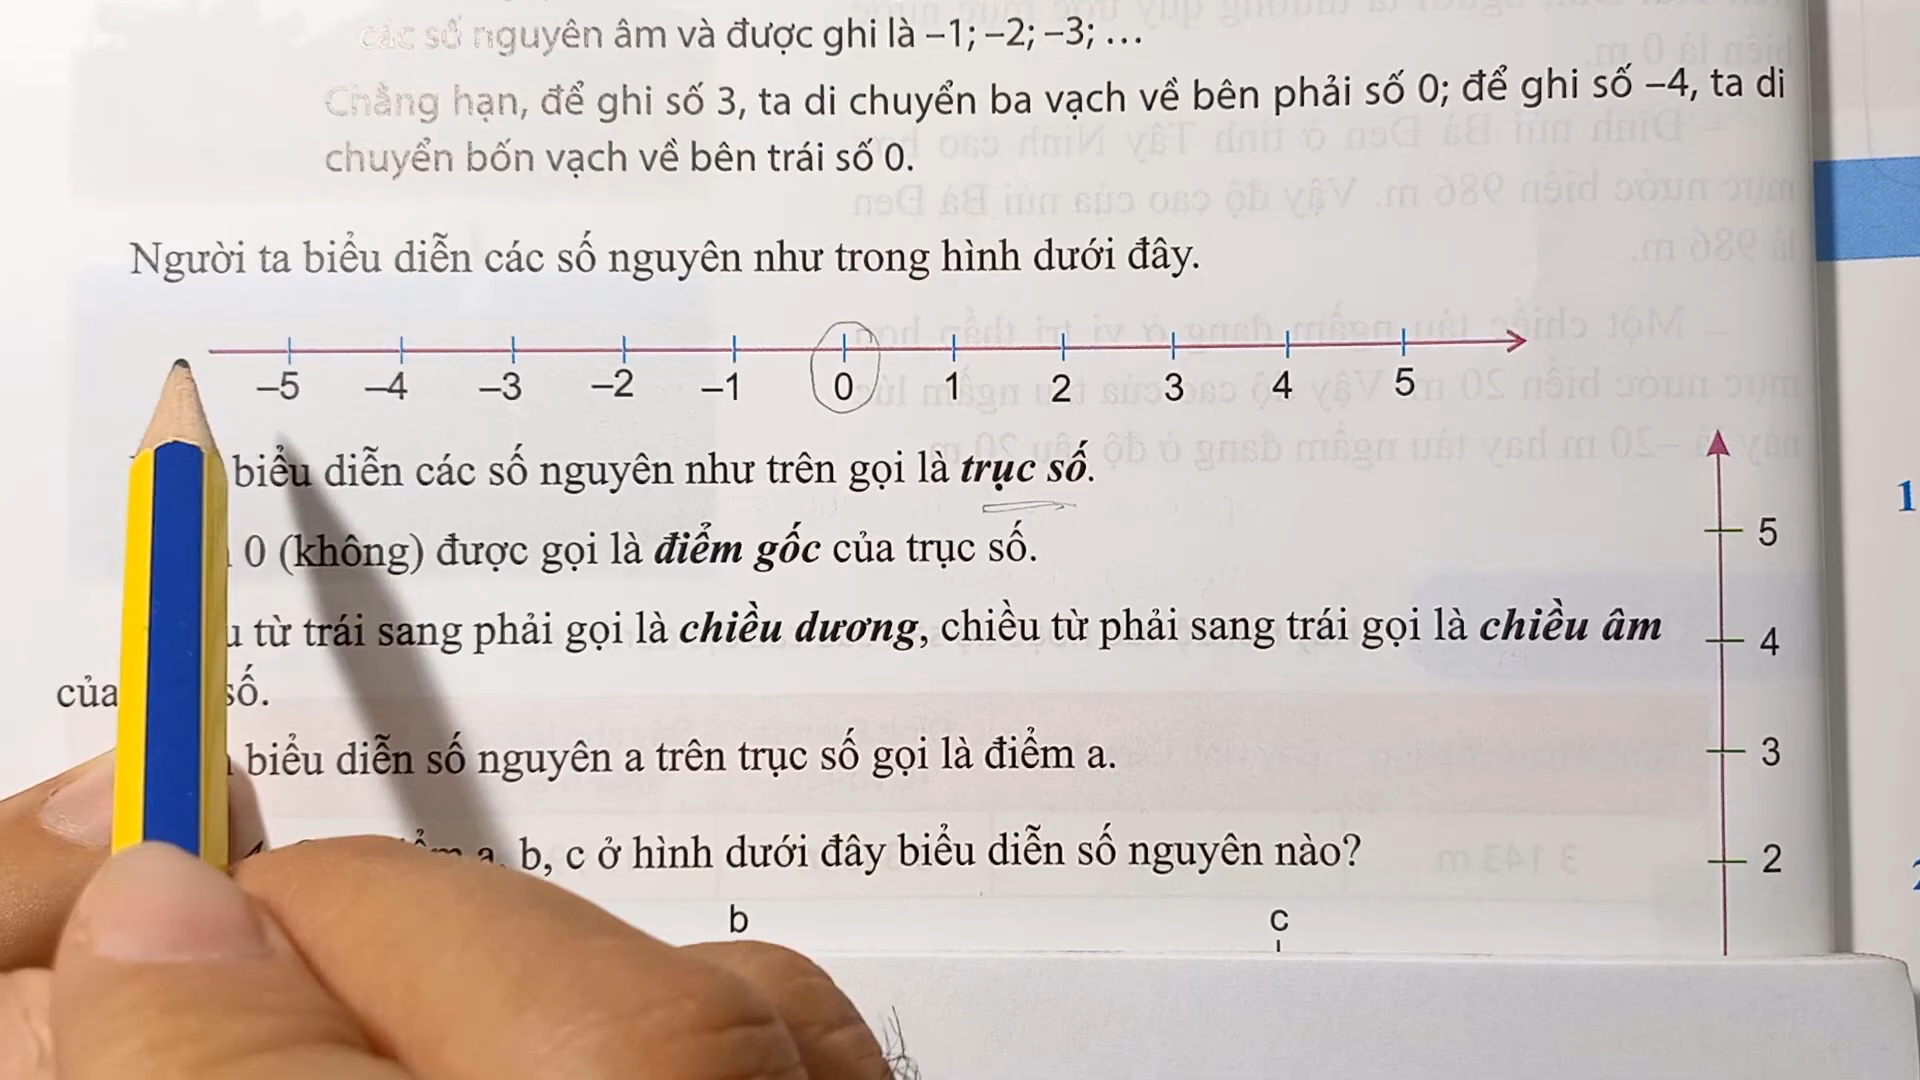 các số nguyên âm và được ghi là –1; –2; –3; ...
Chẳng hạn, để ghi số 3, ta di chuyển ba vạch về bên phải số 0; để ghi số –4, ta di
chuyển bốn vạch về bên trái số 0.
Người ta biểu diễn các số nguyên như trong hình dưới đây.
–5 –4 –3 –2 –1 0 1 2 3 4 5
biểu diễn các số nguyên như trên gọi là trục số.
0 (không) được gọi là điểm gốc của trục số.
từ trái sang phải gọi là chiều dương, chiều từ phải sang trái gọi là chiều âm
của số.
biểu diễn số nguyên a trên trục số gọi là điểm a.
a, b, c ở hình dưới đây biểu diễn số nguyên nào?
b c
5
4
3
2
1